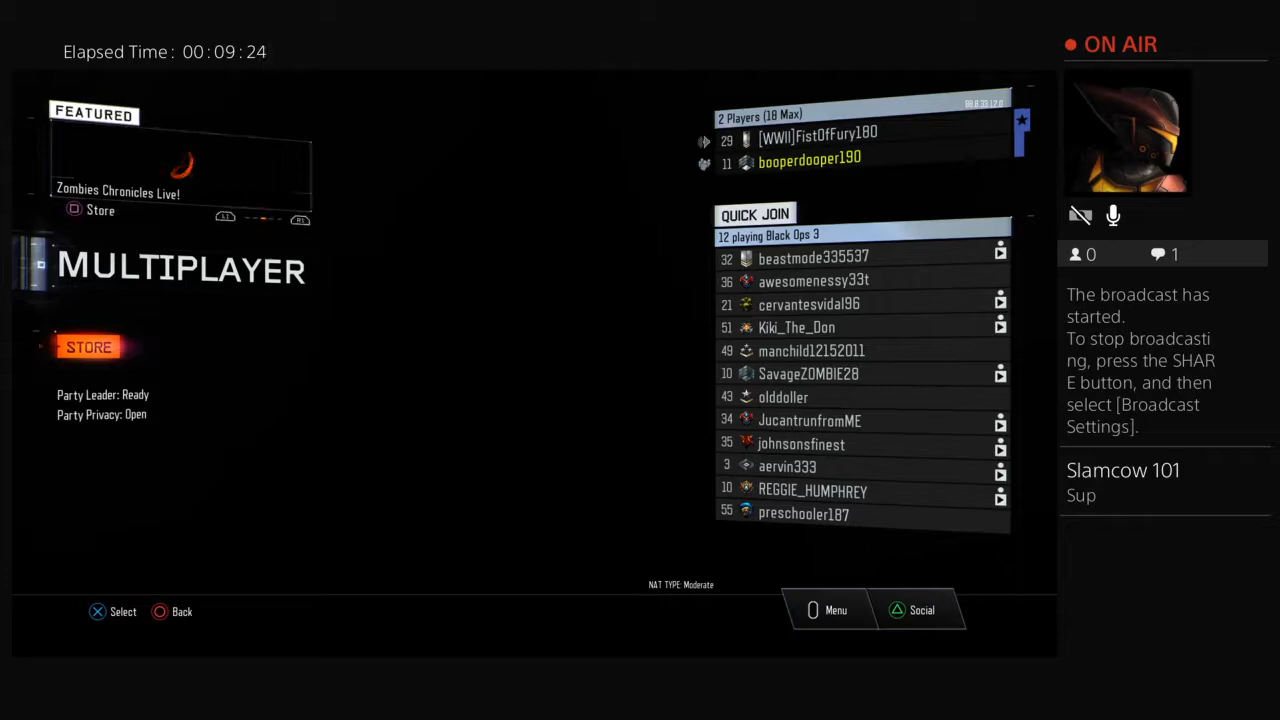 Elapsed Time: 00:09:24
ON AIR
FEATURED
Zombies Chronicles Live!
Store
L1
R1
MULTIPLAYER
STORE
Party Leader: Ready
Party Privacy: Open
2 Players (18 Max)
29 [WWII]FistOfFury180
11 booperdooper190
QUICK JOIN
12 playing Black Ops 3
32 beastmode335537
36 awesomenessy33t
21 cervantesvidal96
51 Kiki_The_Don
49 manchild12152011
10 SavageZOMBIE28
43 olddoller
34 JucantrunfromME
35 johnsonsfinest
3 aervin333
10 REGGIE_HUMPHREY
55 preschooler187
NAT TYPE: Moderate
Select
Back
Menu
Social
0
1
The broadcast has
started.
To stop broadcasti
ng, press the SHAR
E button, and then
select [Broadcast
Settings].
Slamcow 101
Sup